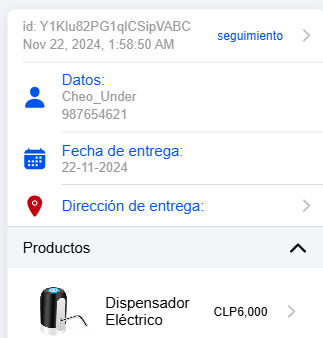 id: Y1Klu82PG1qICSipVABC
Nov 22, 2024, 1:58:50 AM
seguimiento
Datos:
Cheo_Under
987654621
Fecha de entrega:
22-11-2024
Dirección de entrega:
Productos
Dispensador
Eléctrico
CLP6,000